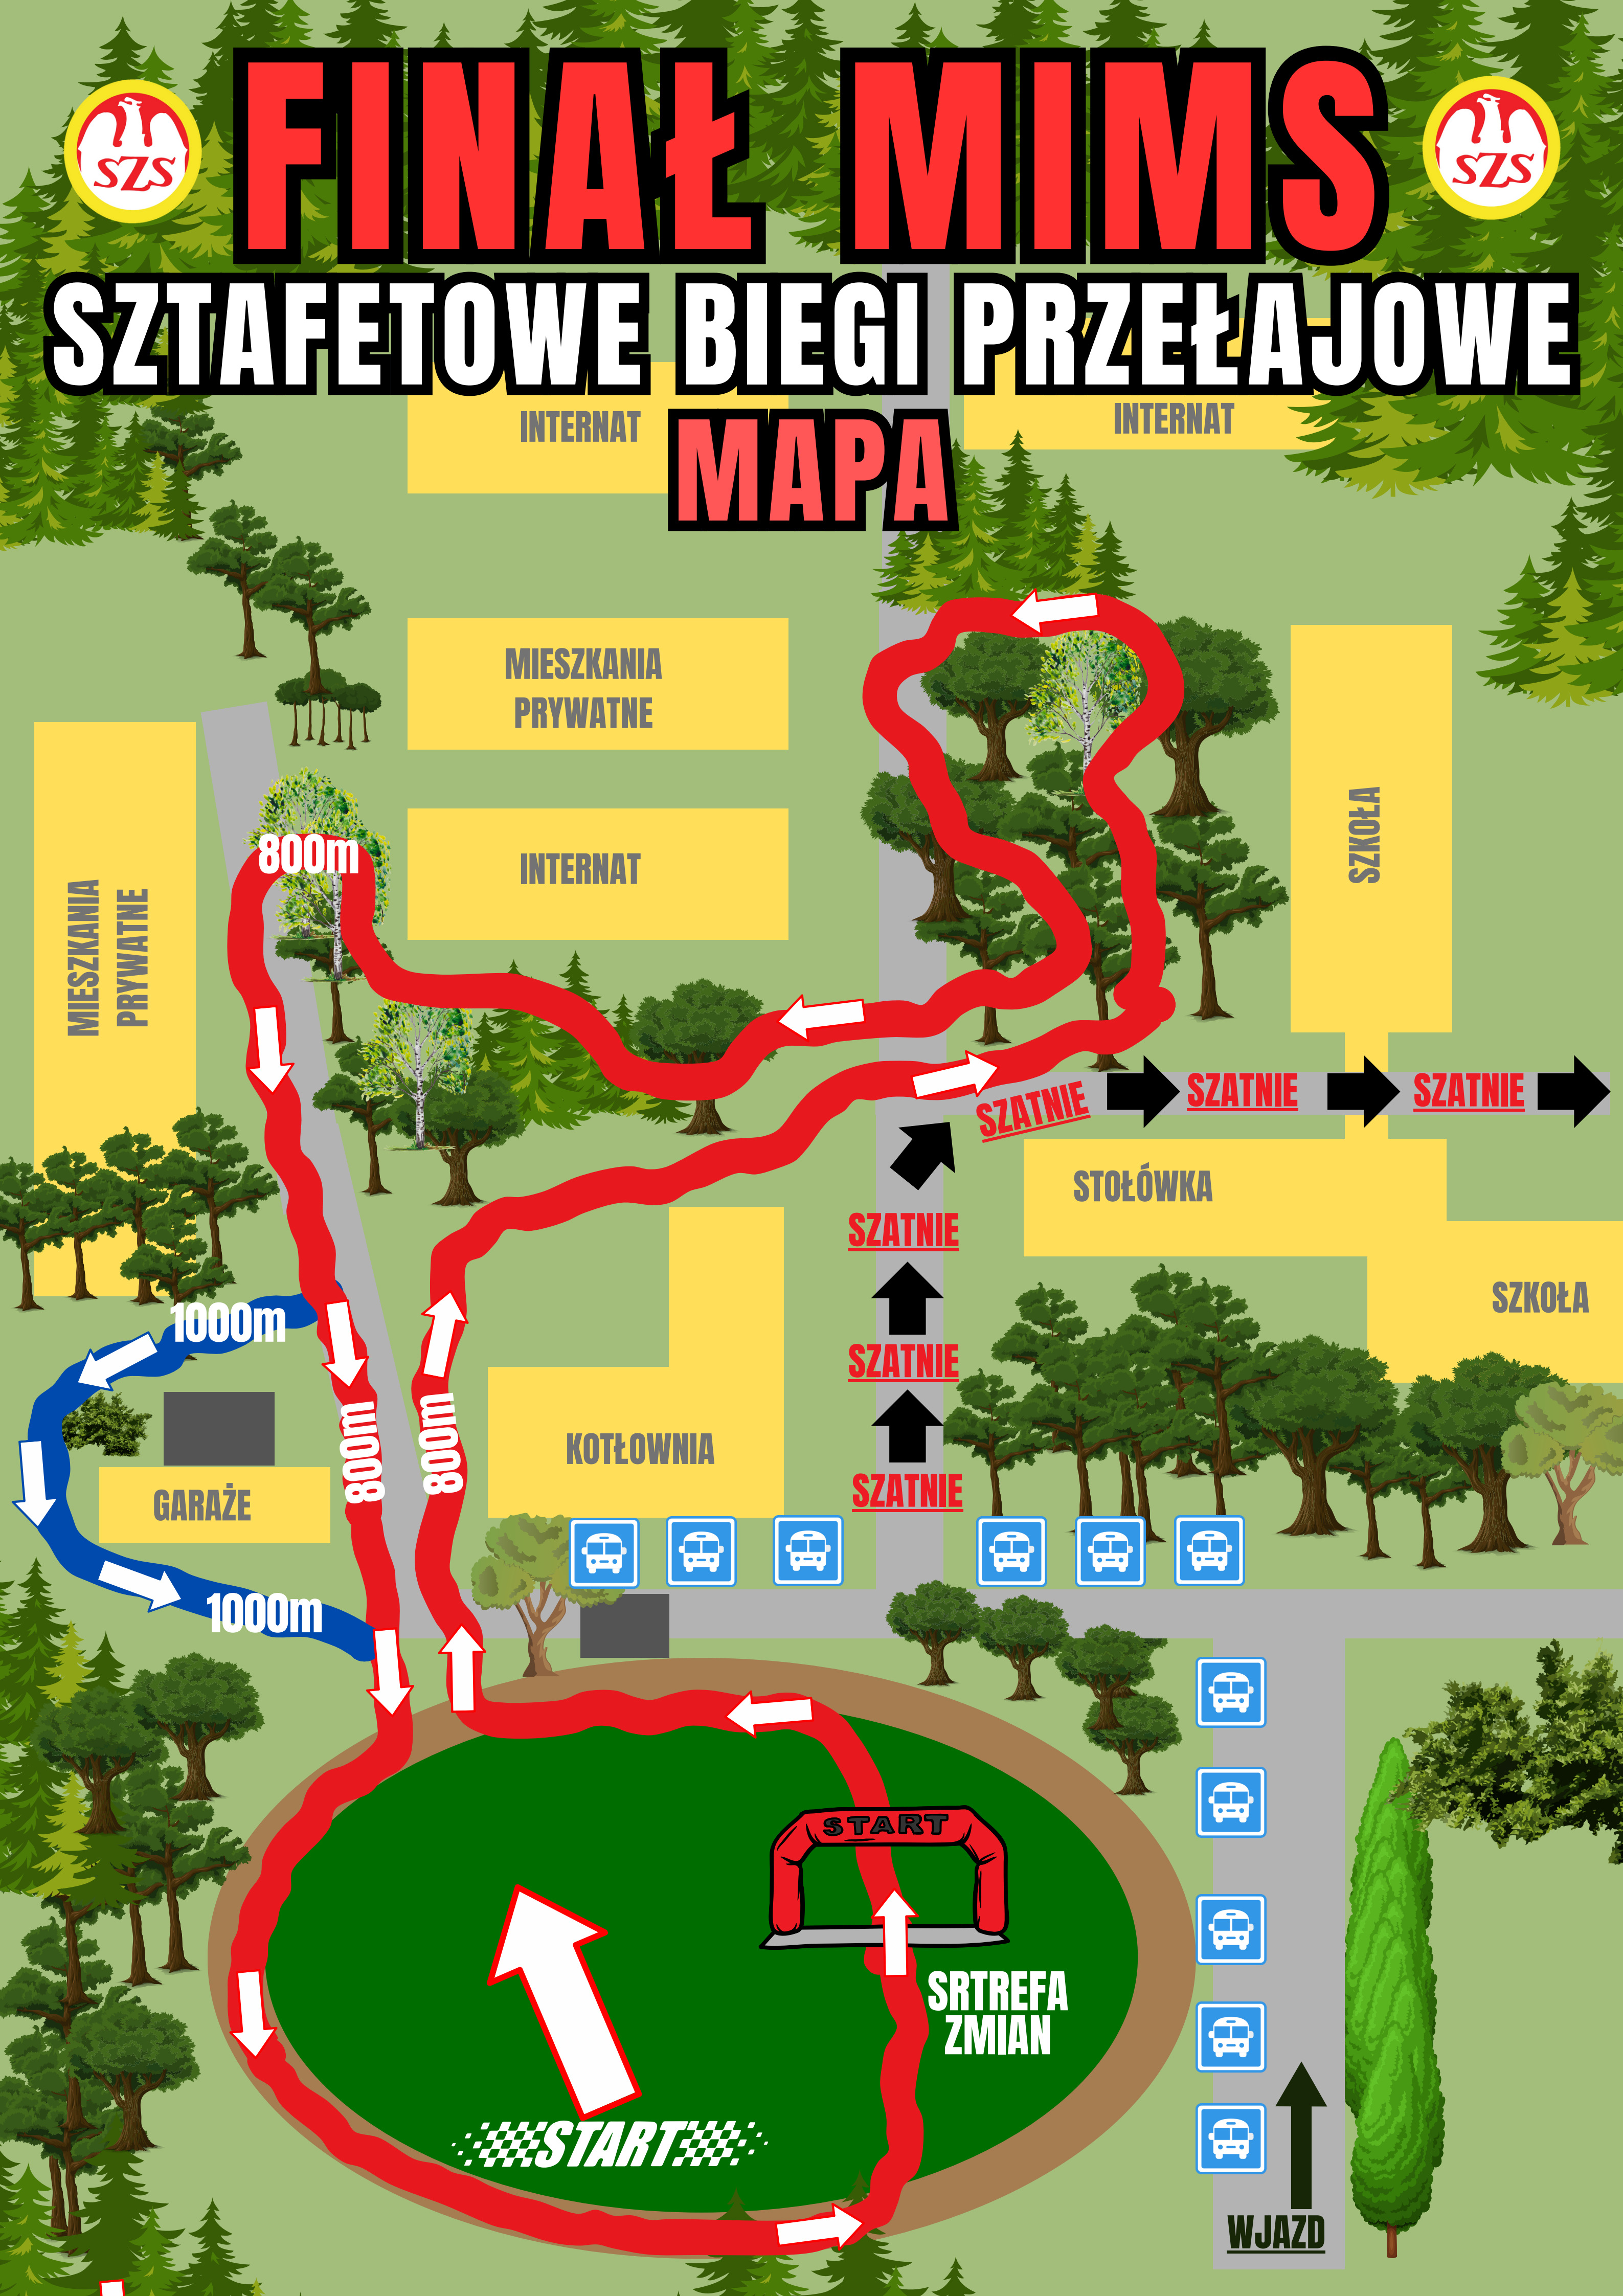 FINAŁ MIMS
SZS
SZS
SZTAFETOWE BIEGI PRZEŁAJOWE
MAPA
INTERNAT
INTERNAT
MIESZKANIA
PRYWATNE
SZKOŁA
800m
INTERNAT
MIESZKANIA
PRYWATNE
SZATNIE
SZATNIE
SZATNIE
STOŁÓWKA
SZATNIE
SZKOŁA
1000m
SZATNIE
800m
800m
KOTŁOWNIA
SZATNIE
GARAŻE
1000m
START
SRTREFA
ZMIAN
START
WJAZD